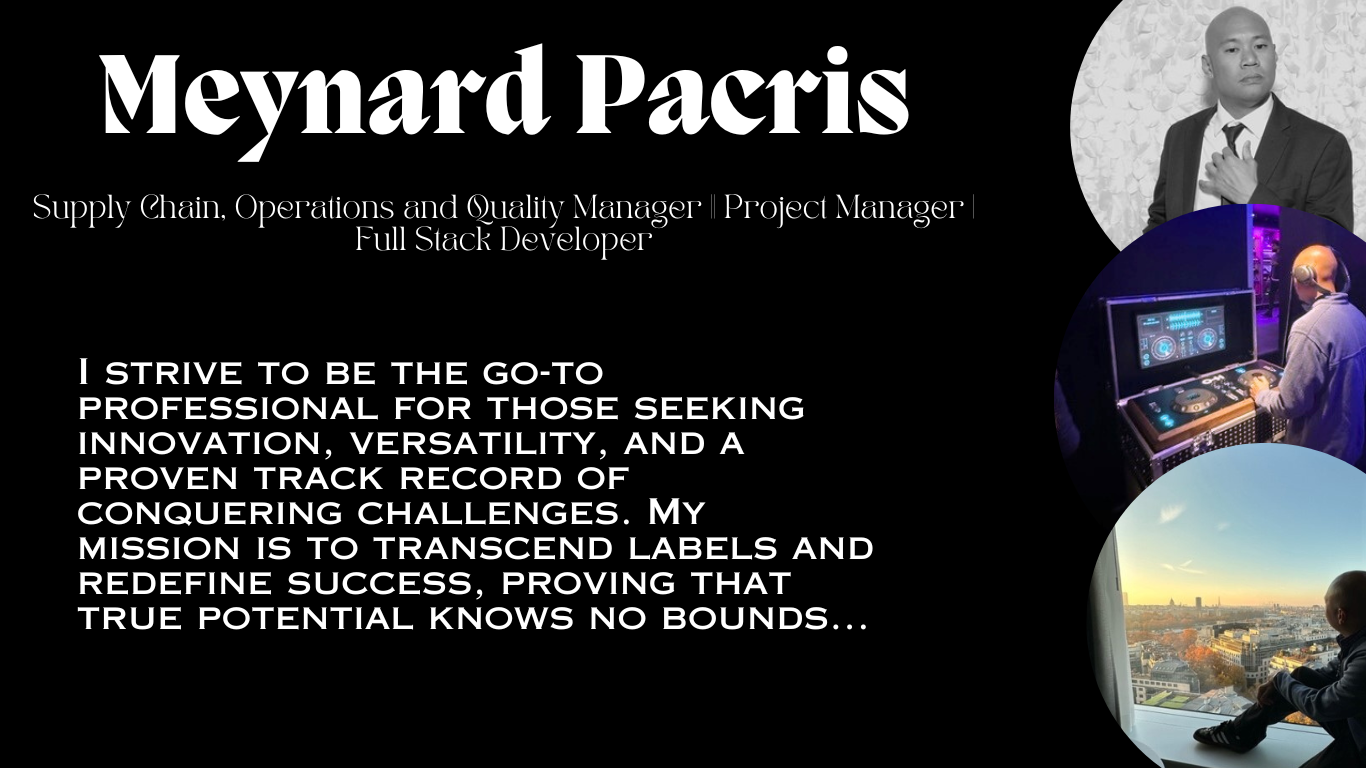 Meynard Pacris
Supply Chain, Operations and Quality Manager || Project Manager |
Full Stack Developer
I STRIVE TO BE THE GO-TO
PROFESSIONAL FOR THOSE SEEKING
INNOVATION, VERSATILITY, AND A
PROVEN TRACK RECORD OF
CONQUERING CHALLENGES. MY
MISSION IS TO TRANSCEND LABELS AND
REDEFINE SUCCESS, PROVING THAT
TRUE POTENTIAL KNOWS NO BOUNDS...